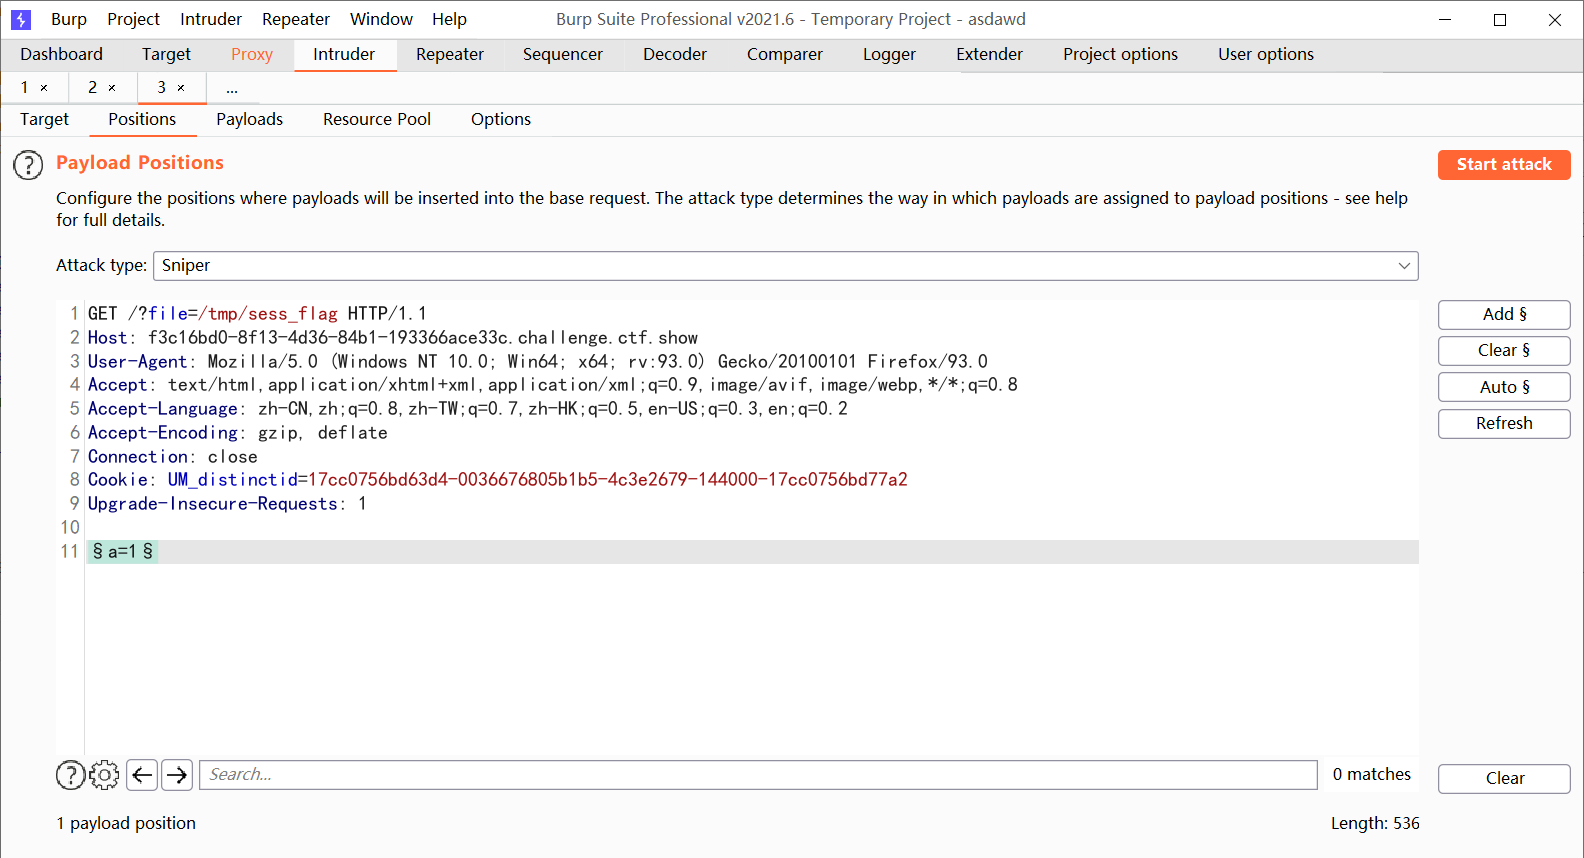 Burp Project Intruder Repeater Window Help Burp Suite Professional v2021.6 - Temporary Project - asdawd
Dashboard Target Proxy Intruder Repeater Sequencer Decoder Comparer Logger Extender Project options User options
1 × 2 × 3 × ...
Target Positions Payloads Resource Pool Options
? Payload Positions Start attack
Configure the positions where payloads will be inserted into the base request. The attack type determines the way in which payloads are assigned to payload positions - see help
for full details.
Attack type: Sniper
1 GET /?file=/tmp/sess_flag HTTP/1.1 Add §
2 Host: f3c16bd0-8f13-4d36-84b1-193366ace33c.challenge.ctf.show
3 User-Agent: Mozilla/5.0 (Windows NT 10.0; Win64; x64; rv:93.0) Gecko/20100101 Firefox/93.0 Clear §
4 Accept: text/html,application/xhtml+xml,application/xml;q=0.9,image/avif,image/webp,*/*;q=0.8 Auto §
5 Accept-Language: zh-CN,zh;q=0.8,zh-TW;q=0.7,zh-HK;q=0.5,en-US;q=0.3,en;q=0.2
6 Accept-Encoding: gzip, deflate Refresh
7 Connection: close
8 Cookie: UM_distinctid=17cc0756bd63d4-0036676805b1b5-4c3e2679-144000-17cc0756bd77a2
9 Upgrade-Insecure-Requests: 1
10
11 §a=1§
? Search... 0 matches Clear
1 payload position Length: 536